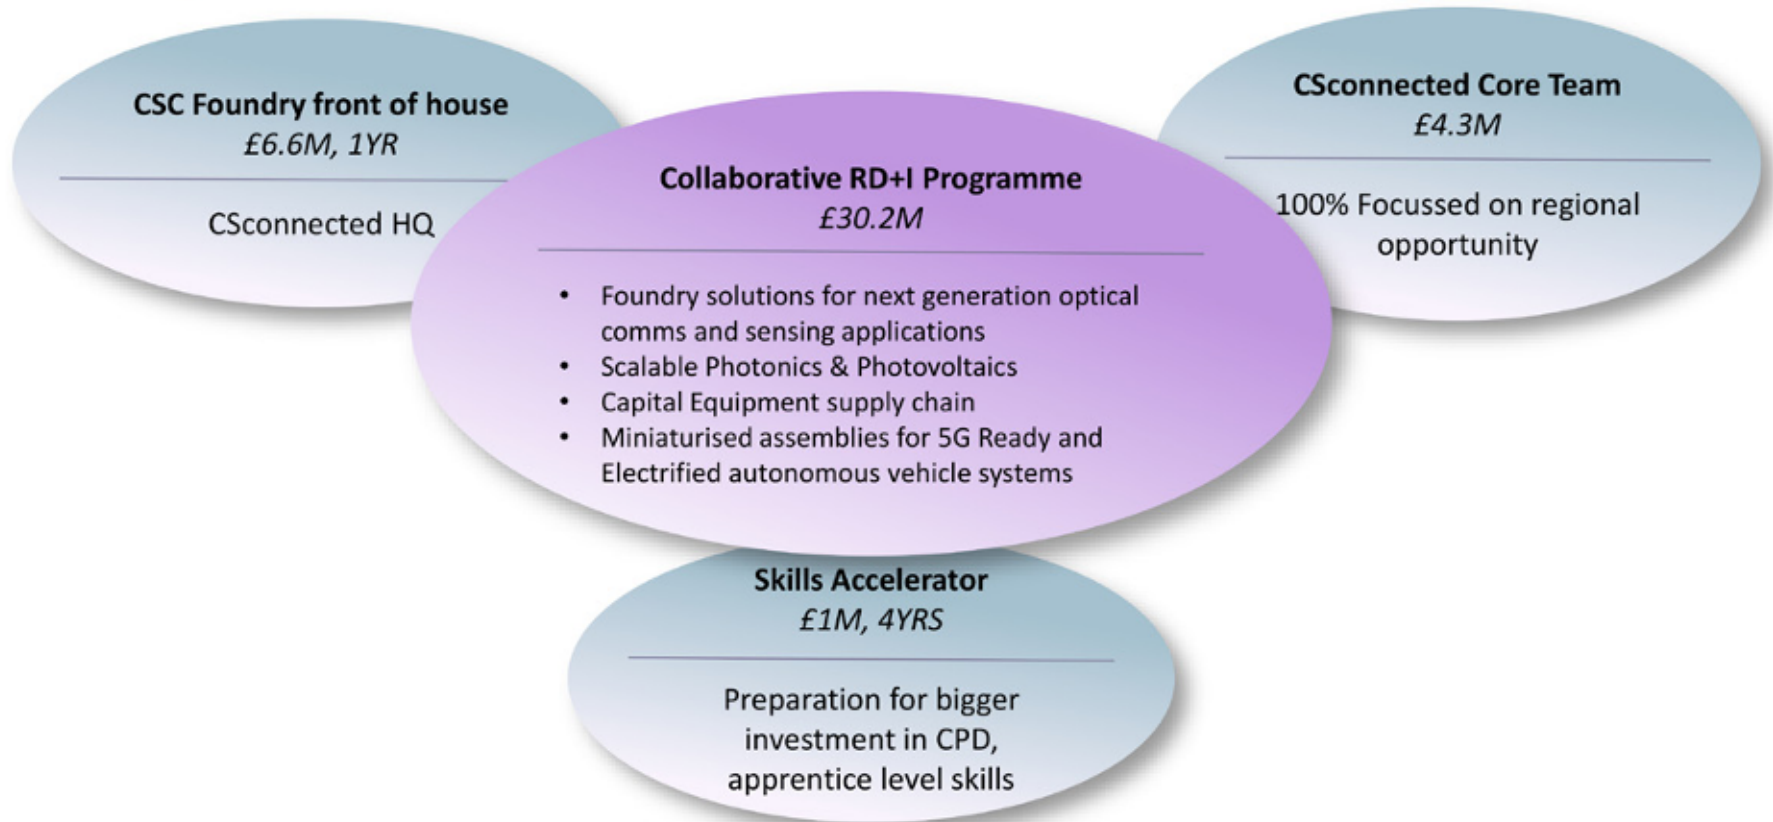 CSC Foundry front of house
£6.6M, 1YR
CSconnected HQ
Collaborative RD+I Programme
£30.2M
• Foundry solutions for next generation optical
comms and sensing applications
• Scalable Photonics & Photovoltaics
• Capital Equipment supply chain
• Miniaturised assemblies for 5G Ready and
Electrified autonomous vehicle systems
CSconnected Core Team
£4.3M
100% Focussed on regional
opportunity
Skills Accelerator
£1M, 4YRS
Preparation for bigger
investment in CPD,
apprentice level skills